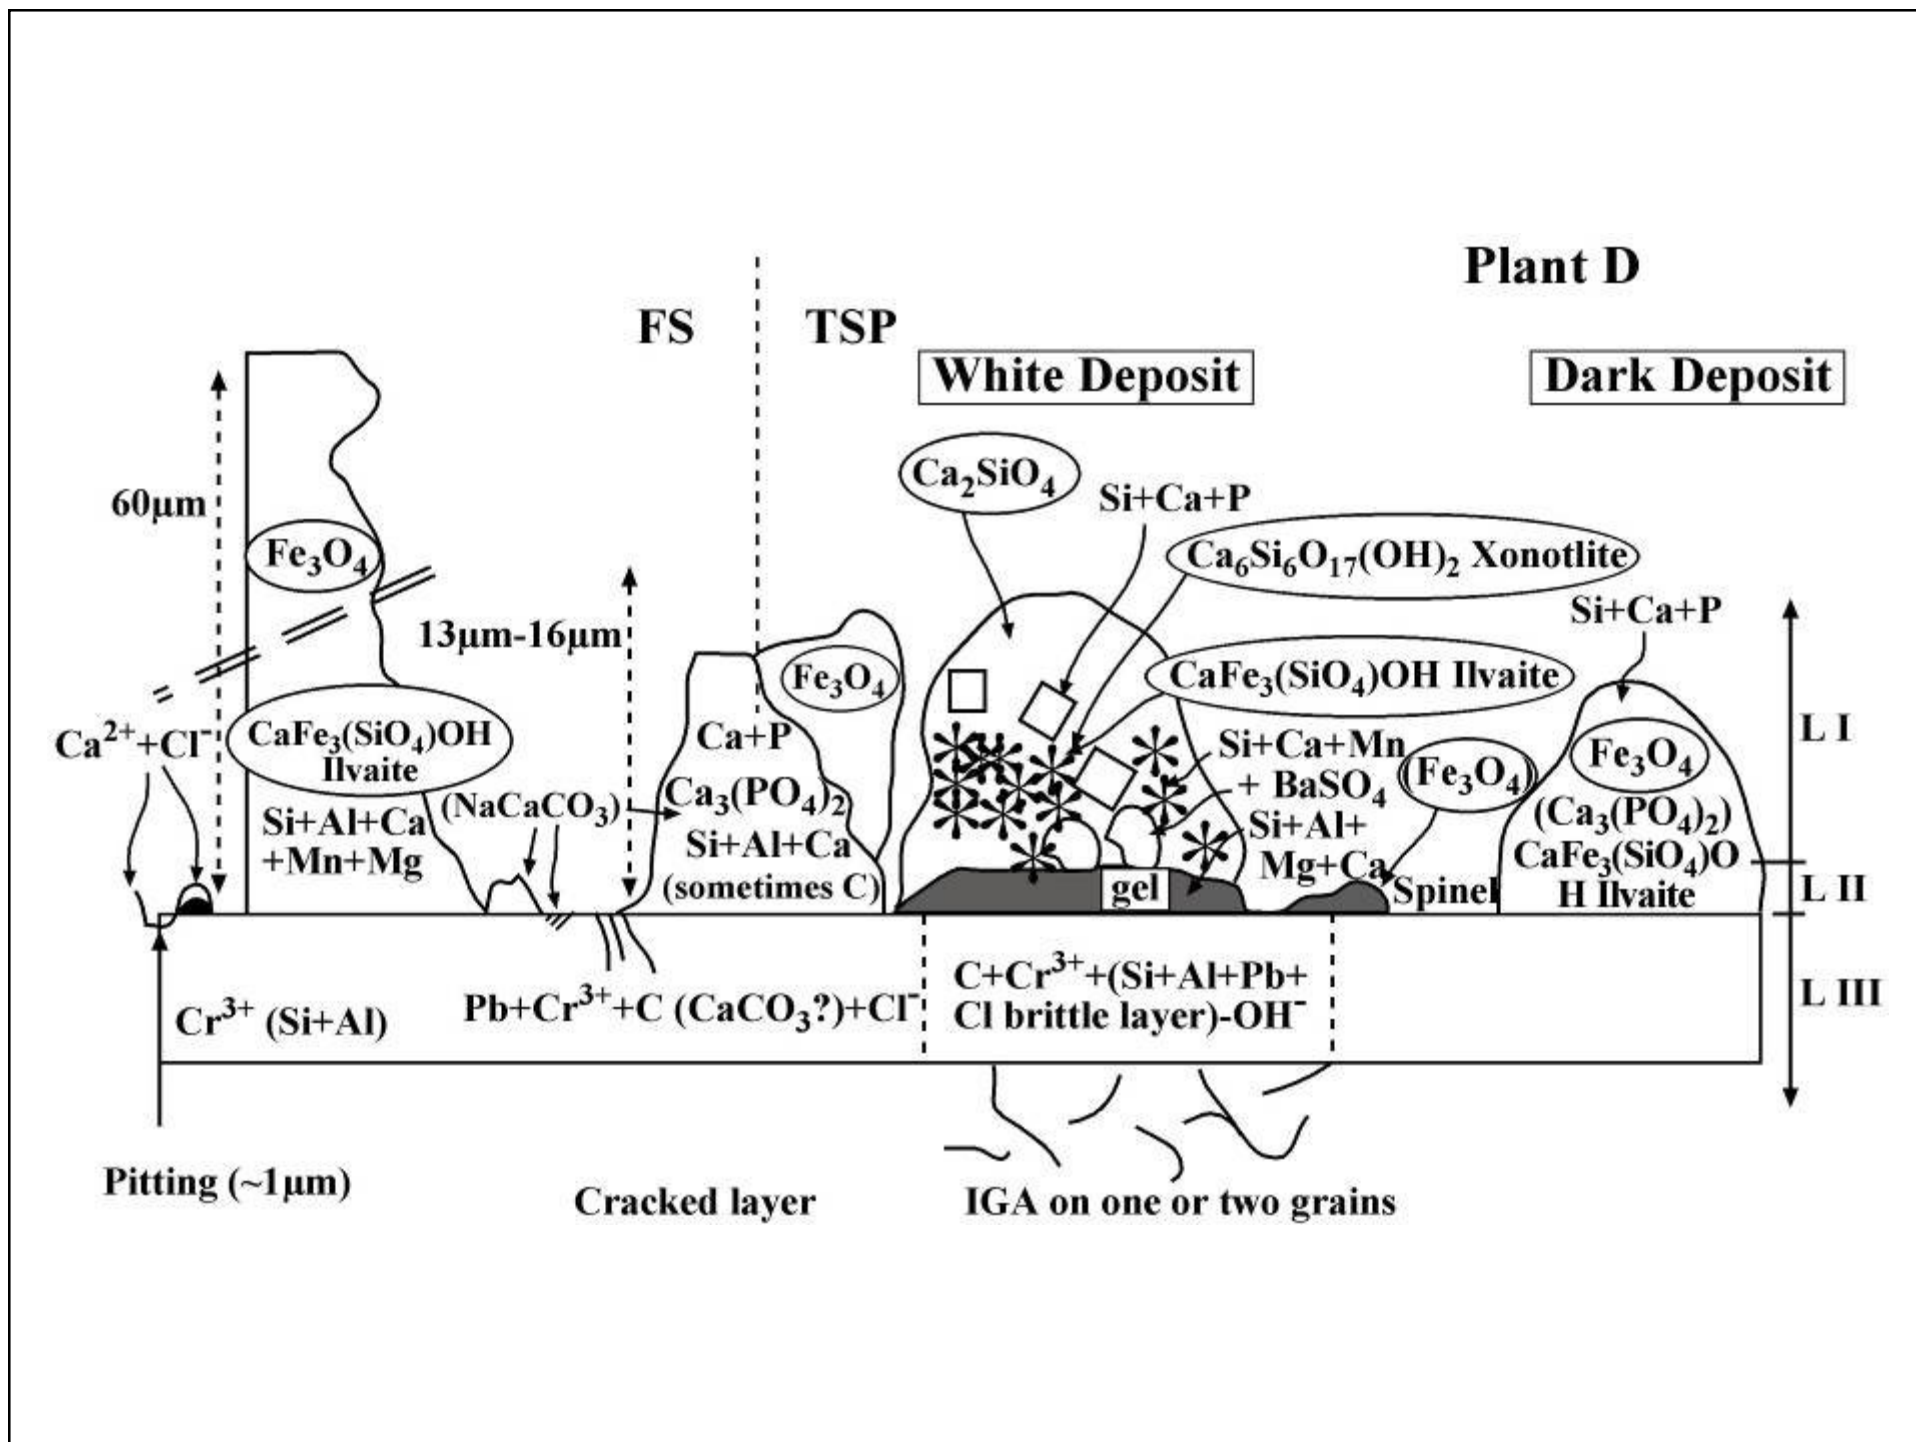 Plant D
FS
TSP
White Deposit
Dark Deposit
Ca₂SiO₄
Si+Ca+P
60μm
Fe₃O₄
Ca₆Si₆O₁₇(OH)₂ Xonotlite
Si+Ca+P
13μm-16μm
Fe₃O₄
CaFe₃(SiO₄)OH Ilvaite
Ca²⁺+Cl⁻
CaFe₃(SiO₄)OH
Ilvaite
Ca+P
Si+Ca+Mn
+ BaSO₄
(Fe₃O₄)
Fe₃O₄
L I
(NaCaCO₃)
Ca₃(PO₄)₂
(Ca₃(PO₄)₂)
Si+Al+Ca
+Mn+Mg
Si+Al+Ca
(sometimes C)
Si+Al+
Mg+Ca
CaFe₃(SiO₄)O
H Ilvaite
gel
Spinel
L II
Cr³⁺ (Si+Al)
Pb+Cr³⁺+C (CaCO₃?)+Cl⁻
C+Cr³⁺+(Si+Al+Pb+
Cl brittle layer)-OH⁻
L III
Pitting (~1μm)
Cracked layer
IGA on one or two grains